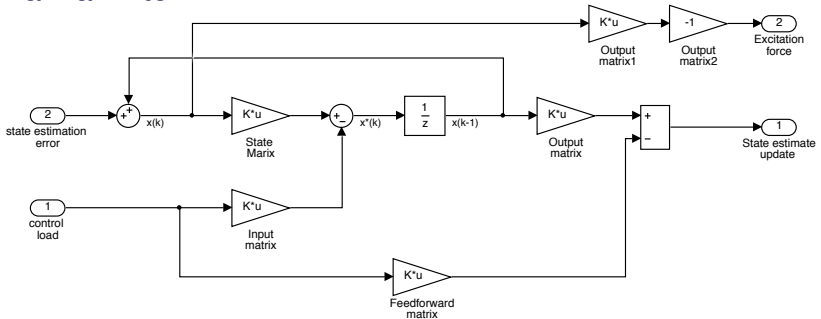 K*u
-1
2
Output
matrix1
Output
matrix2
Excitation
force
2
state estimation
error
+
+
x(k)
K*u
State
Marix
+
−
x*(k)
1
z
x(k-1)
K*u
Output
matrix
+
−
1
State estimate
update
1
control
load
K*u
Input
matrix
K*u
Feedforward
matrix